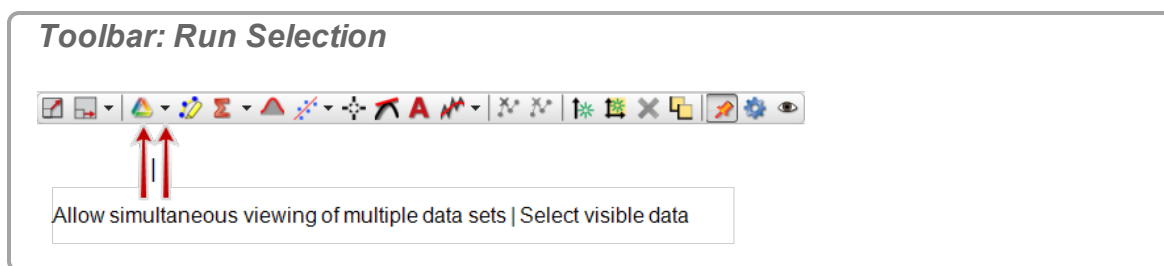 Toolbar: Run Selection
A
Allow simultaneous viewing of multiple data sets | Select visible data